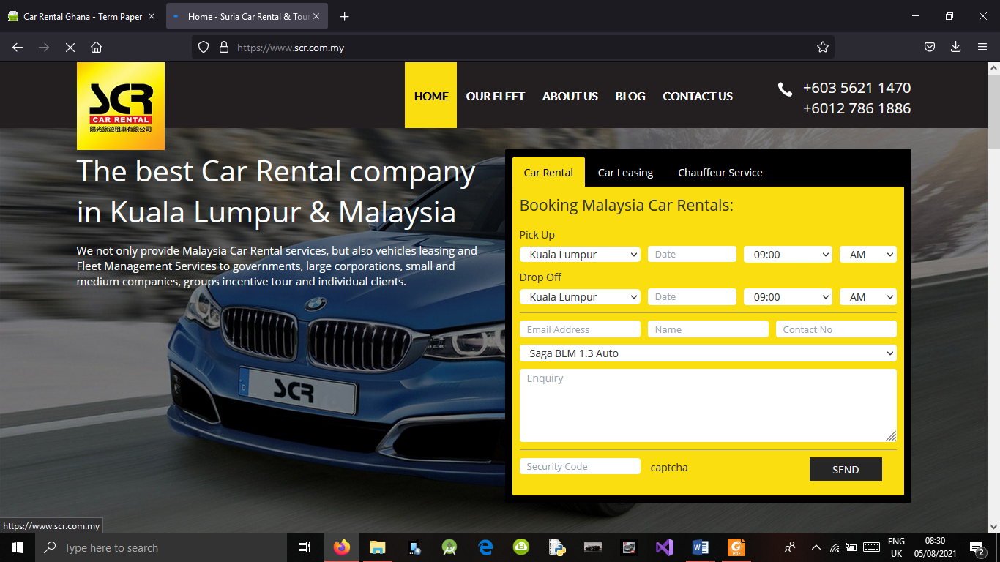 Car Rental Ghana - Term Paper
Home - Suria Car Rental & Tour
https://www.scr.com.my
SCR
CAR RENTAL
陽光旅遊租車有限公司
HOME
OUR FLEET
ABOUT US
BLOG
CONTACT US
+603 5621 1470
+6012 786 1886
The best Car Rental company
in Kuala Lumpur & Malaysia
We not only provide Malaysia Car Rental services, but also vehicles leasing and
Fleet Management Services to governments, large corporations, small and
medium companies, groups incentive tour and individual clients.
SCR
Car Rental
Car Leasing
Chauffeur Service
Booking Malaysia Car Rentals:
Pick Up
Kuala Lumpur
Date
09:00
AM
Drop Off
Kuala Lumpur
Date
09:00
AM
Email Address
Name
Contact No
Saga BLM 1.3 Auto
Enquiry
Security Code
captcha
SEND
https://www.scr.com.my
Type here to search
ENG
UK
08:30
05/08/2021
2